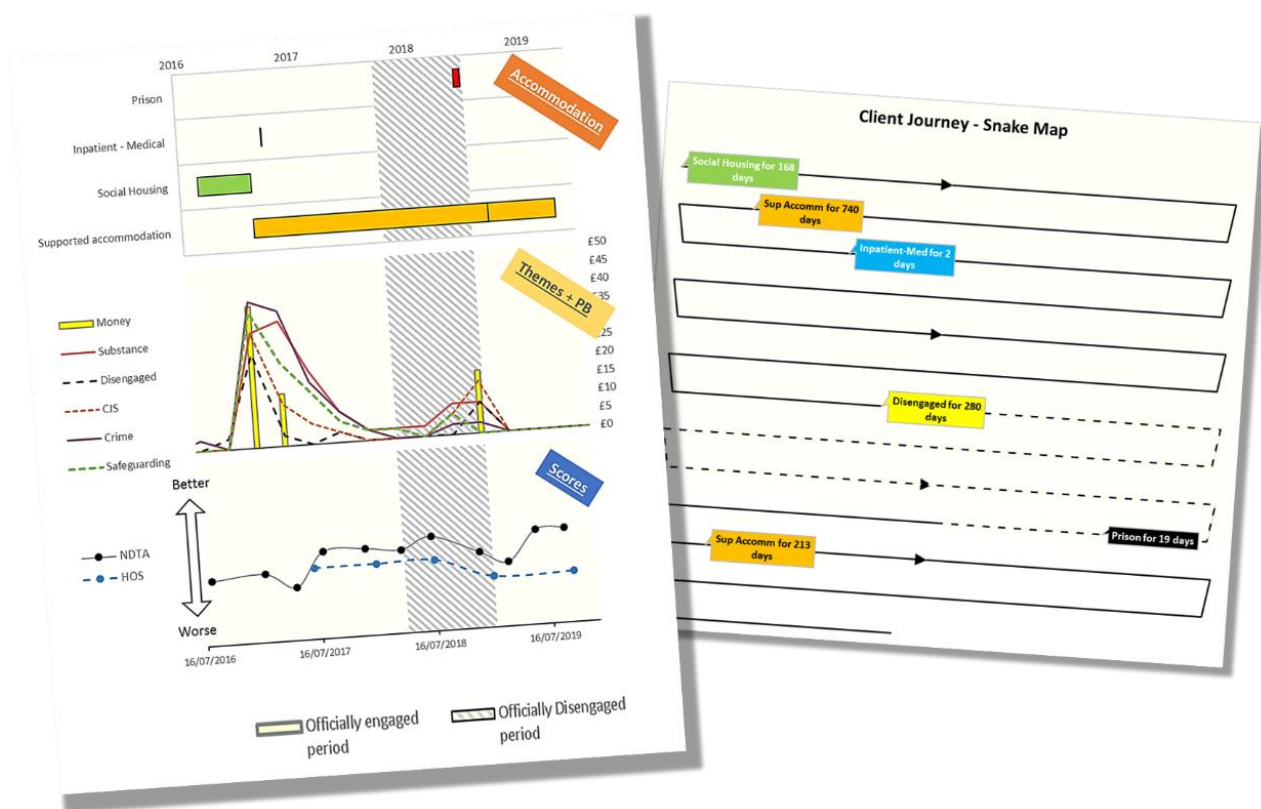 2016
2017
2018
2019
Accommodation
Prison
Inpatient - Medical
Social Housing
Supported accommodation
Themes + PB
£50
£45
£40
£35
£25
£20
£15
£10
£5
£0
Money
Substance
Disengaged
CJS
Crime
Safeguarding
Scores
Better
NDTA
HOS
Worse
16/07/2016
16/07/2017
16/07/2018
16/07/2019
Officially engaged
period
Officially Disengaged
period
Client Journey - Snake Map
Social Housing for 168
days
Sup Accomm for 740
days
Inpatient-Med for 2
days
Disengaged for 280
days
Prison for 19 days
Sup Accomm for 213
days